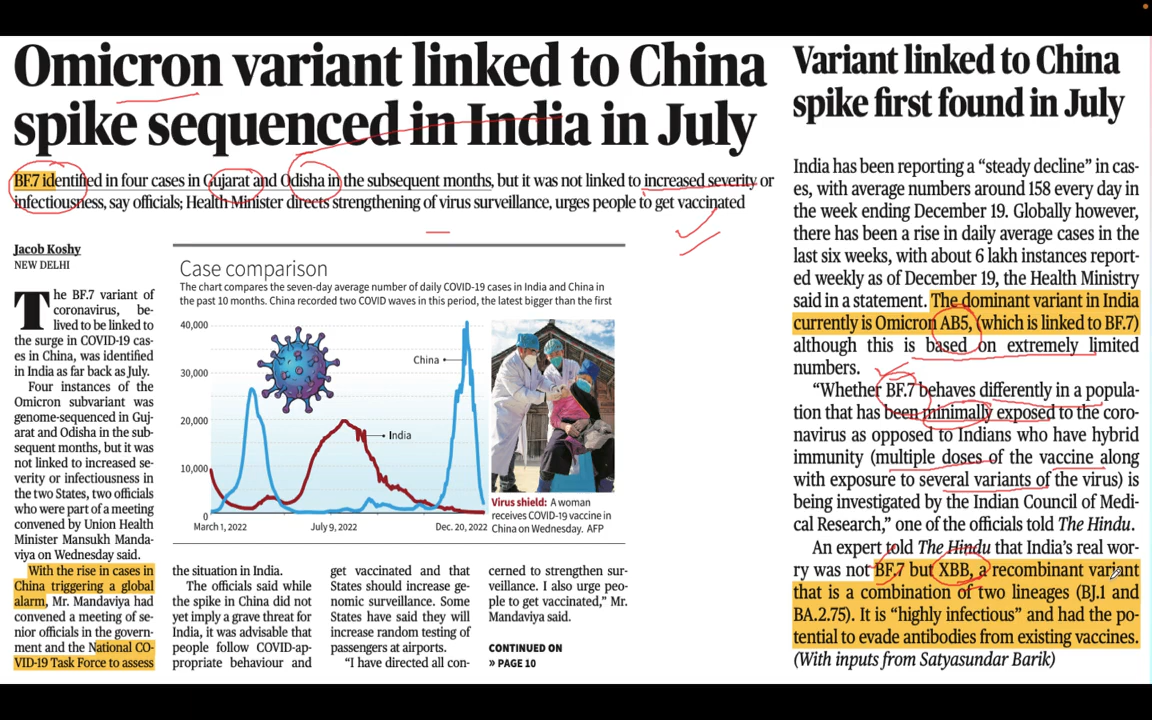 Omicron variant linked to China
spike sequenced in India in July
BF.7 identified in four cases in Gujarat and Odisha in the subsequent months, but it was not linked to increased severity or
infectiousness, say officials; Health Minister directs strengthening of virus surveillance, urges people to get vaccinated
Jacob Koshy
NEW DELHI
The BF.7 variant of
coronavirus, be-
lived to be linked to
the surge in COVID-19 cas-
es in China, was identified
in India as far back as July.
Four instances of the
Omicron subvariant was
genome-sequenced in Guj-
arat and Odisha in the sub-
sequent months, but it was
not linked to increased se-
verity or infectiousness in
the two States, two officials
who were part of a meeting
convened by Union Health
Minister Mansukh Manda-
viya on Wednesday said.
With the rise in cases in
China triggering a global
alarm, Mr. Mandaviya had
convened a meeting of se-
nior officials in the govern-
ment and the National CO-
VID-19 Task Force to assess
Case comparison
The chart compares the seven-day average number of daily COVID-19 cases in India and China in
the past 10 months. China recorded two COVID waves in this period, the latest bigger than the first
40,000
30,000
20,000
10,000
0
China
India
March 1, 2022
July 9, 2022
Dec. 20, 2022
Virus shield: A woman
receives COVID-19 vaccine in
China on Wednesday. AFP
the situation in India.
The officials said while
the spike in China did not
yet imply a grave threat for
India, it was advisable that
people follow COVID-ap-
propriate behaviour and
get vaccinated and that
States should increase ge-
nomic surveillance. Some
States have said they will
increase random testing of
passengers at airports.
“I have directed all con-
cerned to strengthen sur-
veillance. I also urge peo-
ple to get vaccinated,” Mr.
Mandaviya said.
CONTINUED ON
» PAGE 10
Variant linked to China
spike first found in July
India has been reporting a “steady decline” in cas-
es, with average numbers around 158 every day in
the week ending December 19. Globally however,
there has been a rise in daily average cases in the
last six weeks, with about 6 lakh instances report-
ed weekly as of December 19, the Health Ministry
said in a statement. The dominant variant in India
currently is Omicron AB5, (which is linked to BF.7)
although this is based on extremely limited
numbers.
“Whether BF.7 behaves differently in a popula-
tion that has been minimally exposed to the coro-
navirus as opposed to Indians who have hybrid
immunity (multiple doses of the vaccine along
with exposure to several variants of the virus) is
being investigated by the Indian Council of Medi-
cal Research,” one of the officials told The Hindu.
An expert told The Hindu that India’s real wor-
ry was not BF.7 but XBB, a recombinant variant
that is a combination of two lineages (BJ.1 and
BA.2.75). It is “highly infectious” and had the po-
tential to evade antibodies from existing vaccines.
(With inputs from Satyasundar Barik)